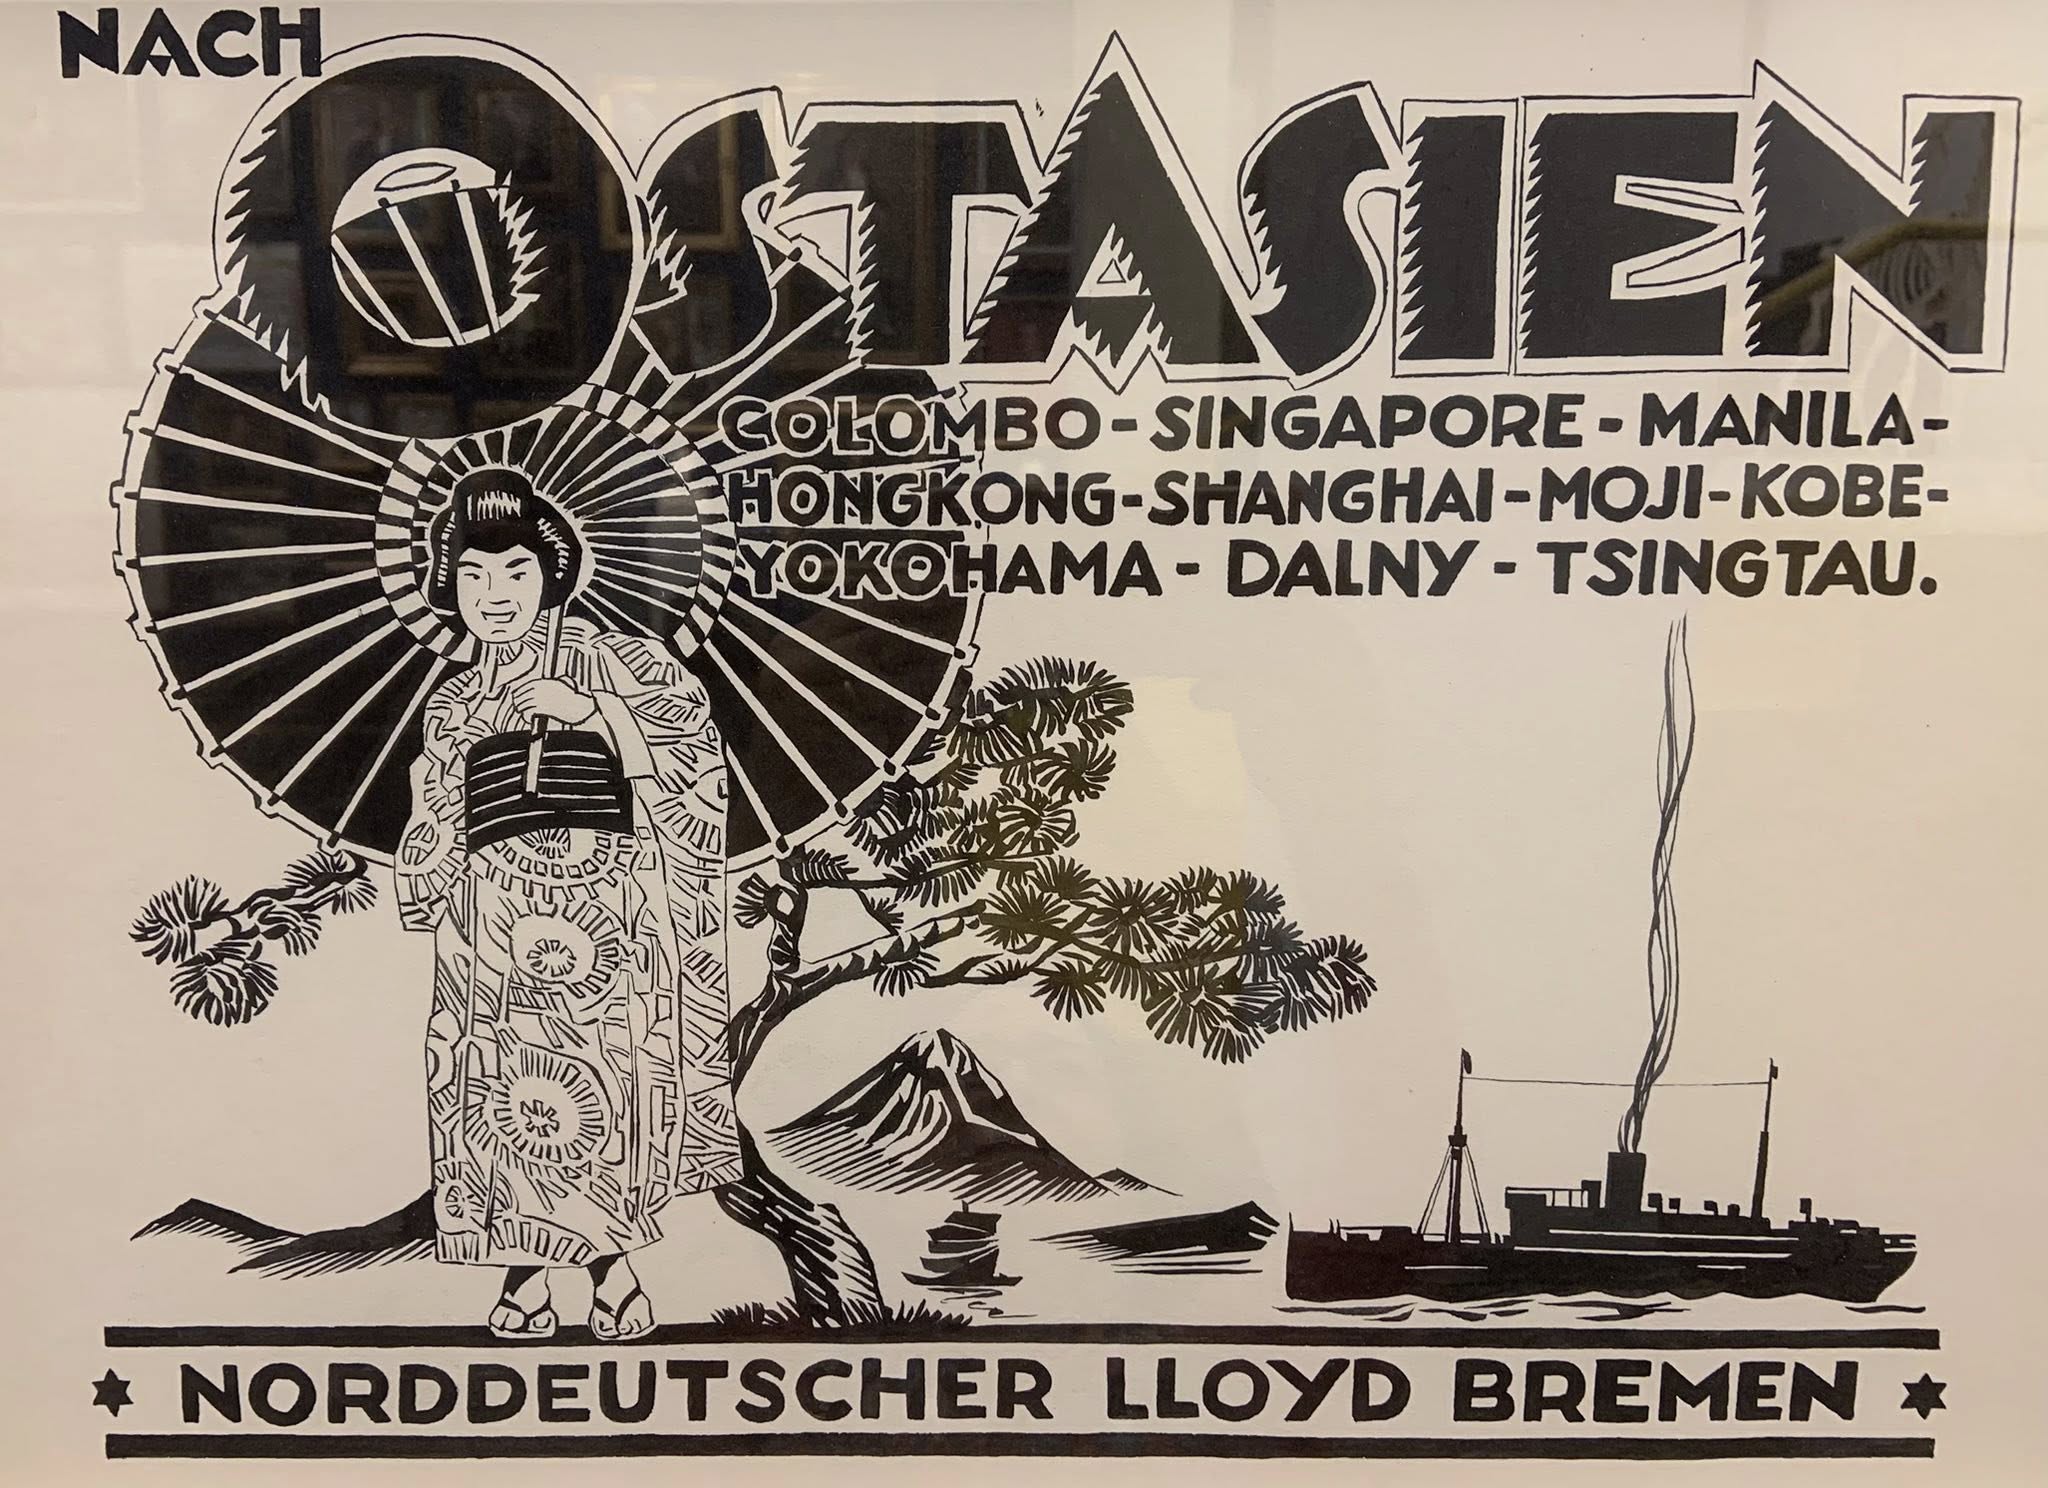 NACH
OSTASIEN
COLOMBO - SINGAPORE - MANILA -
HONGKONG - SHANGHAI - MOJI - KOBE -
YOKOHAMA - DALNY - TSINGTAU.
NORDDEUTSCHER LLOYD BREMEN